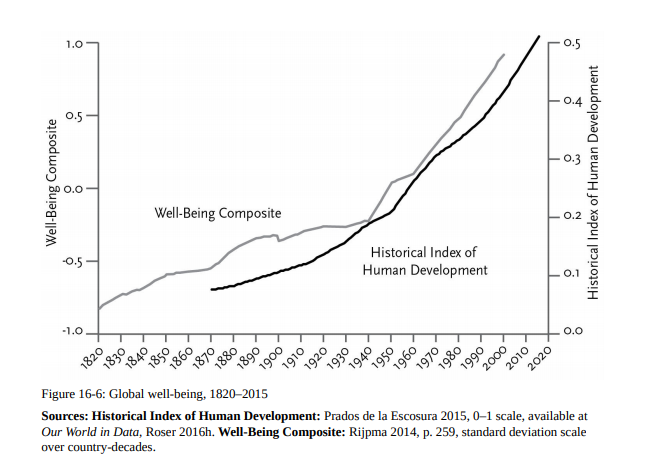 1.0
0.5
0.0
-0.5
-1.0
Well-Being Composite
0.5
0.4
0.3
0.2
0.1
0.0
Historical Index of Human Development
Well-Being Composite
Historical Index of
Human Development
1820 1830 1840 1850 1860 1870 1880 1890 1900 1910 1920 1930 1940 1950 1960 1970 1980 1990 2000 2010 2020
Figure 16-6: Global well-being, 1820–2015
Sources: Historical Index of Human Development: Prados de la Escosura 2015, 0–1 scale, available at
Our World in Data, Roser 2016h. Well-Being Composite: Rijpma 2014, p. 259, standard deviation scale
over country-decades.